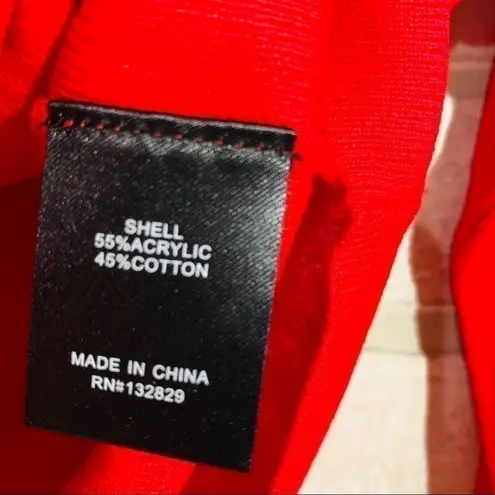 SHELL
55%ACRYLIC
45%COTTON
MADE IN CHINA
RN#132829